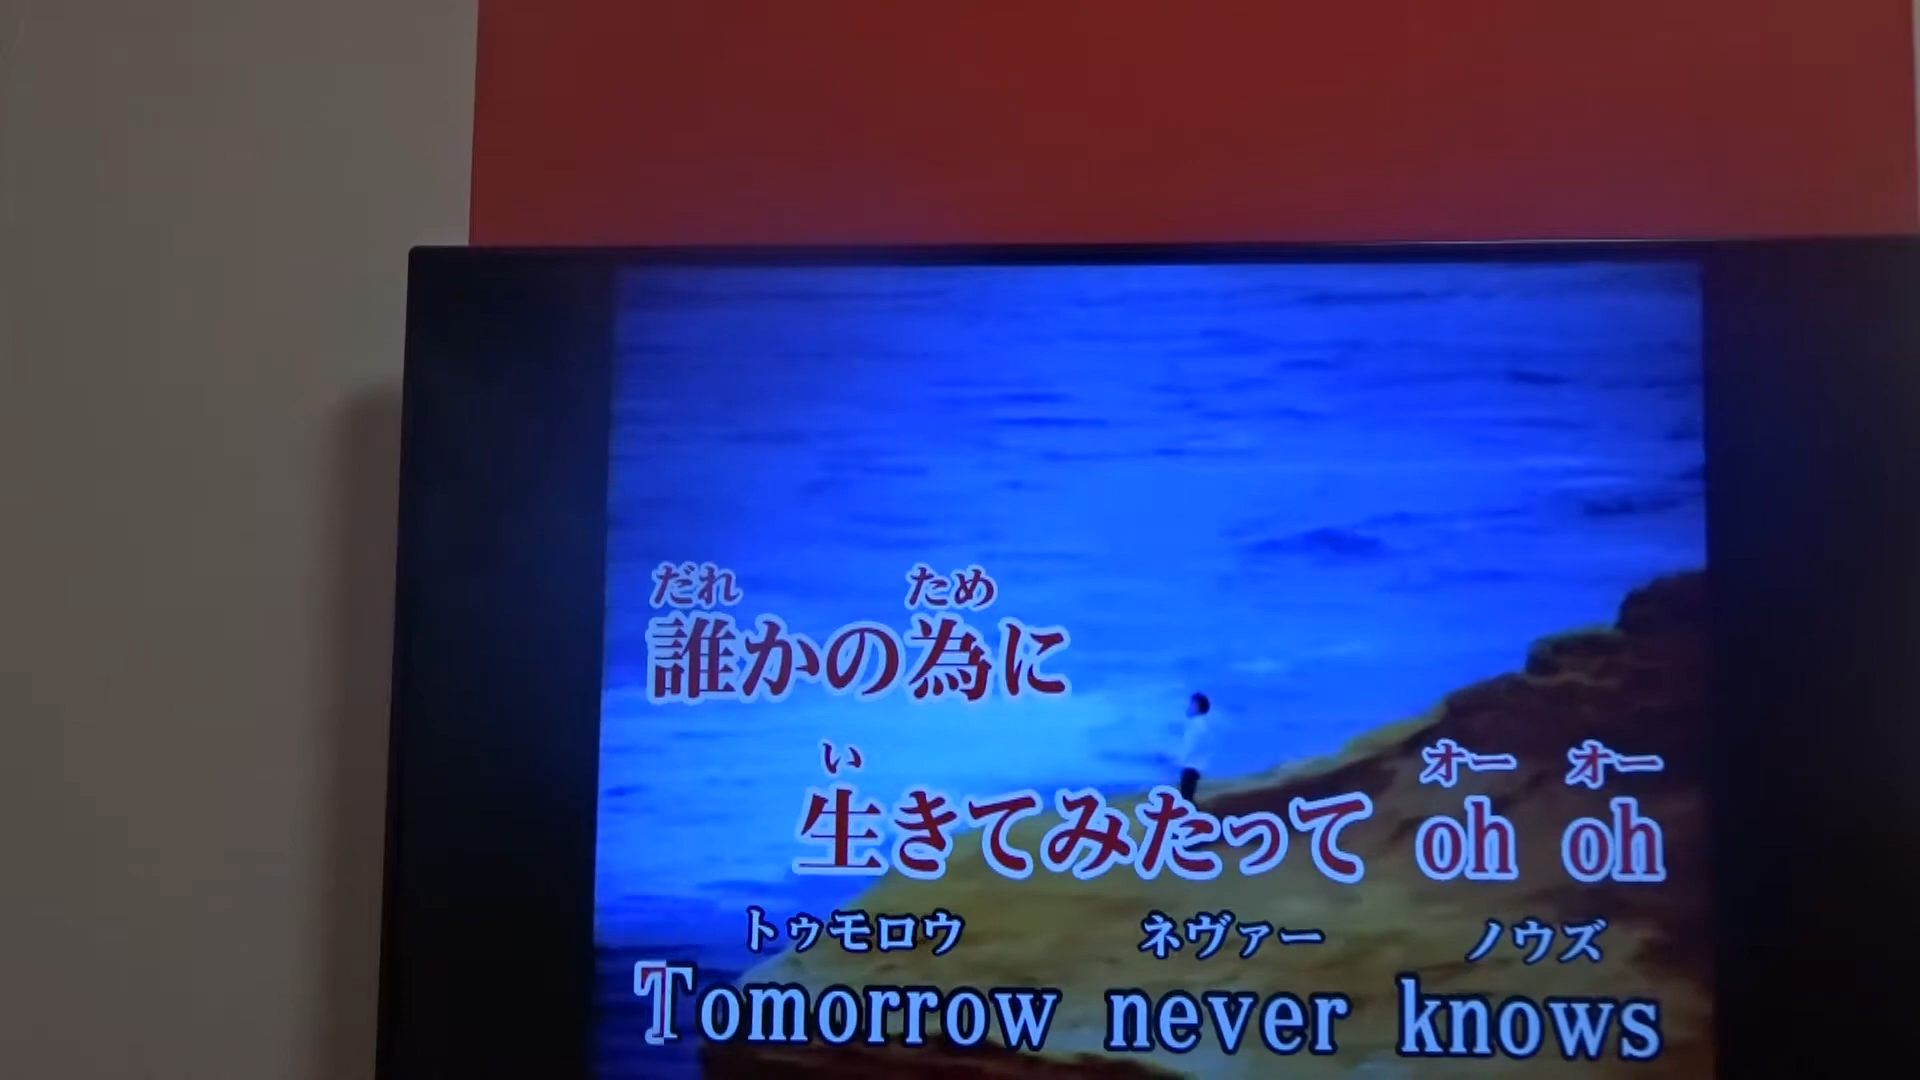 だれ ため
誰かの為に
い オー オー
生きてみたって oh oh
トゥモロウ ネヴァー ノウズ
Tomorrow never knows